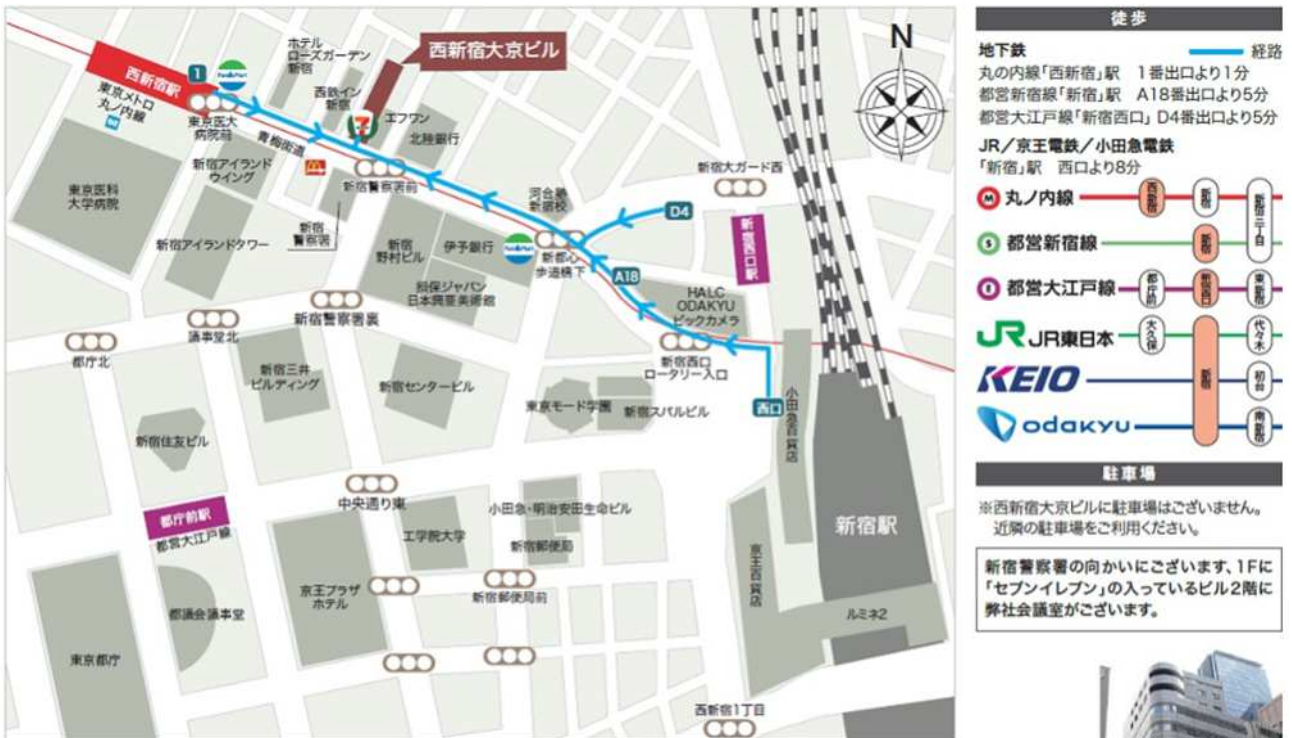 ホテル
ローズガーデン
新宿
西新宿大京ビル
N
西新宿駅
1
FamilyMart
東京メトロ
丸ノ内線
東京医大
病院前
西鉄イン
新宿
7
エフワン
北陸銀行
青梅街道
新宿アイランド
ウイング
新宿警察署前
新宿大ガード西
東京医科
大学病院
河合塾
新宿校
D4
新宿西口駅
新宿アイランドタワー
新宿
警察署
新宿
野村ビル
伊予銀行
FamilyMart
新都心
歩道橋下
A18
損保ジャパン
日本興亜美術館
HALC
ODAKYU
ビックカメラ
都庁北
議事堂北
新宿警察署裏
新宿西口
ロータリー入口
新宿三井
ビルディング
新宿センタービル
東京モード学園
新宿スバルビル
西口
小田急百貨店
新宿住友ビル
中央通り東
都庁前駅
都営大江戸線
工学院大学
小田急・明治安田生命ビル
新宿郵便局
新宿駅
京王百貨店
都議会議事堂
京王プラザ
ホテル
新宿郵便局前
ルミネ2
東京都庁
西新宿1丁目
徒歩
地下鉄
経路
丸の内線「西新宿」駅 1番出口より1分
都営新宿線「新宿」駅 A18番出口より5分
都営大江戸線「新宿西口」D4番出口より5分
JR／京王電鉄／小田急電鉄
「新宿」駅 西口より8分
M 丸ノ内線 西新宿 新宿 新宿三丁目
S 都営新宿線 新宿
E 都営大江戸線 都庁前 新宿西口 東新宿
JR JR東日本 大久保 新宿 代々木
KEIO 初台
odakyu 南新宿
駐車場
※西新宿大京ビルに駐車場はございません。
近隣の駐車場をご利用ください。
新宿警察署の向かいにございます、1Fに
「セブンイレブン」の入っているビル2階に
弊社会議室がございます。